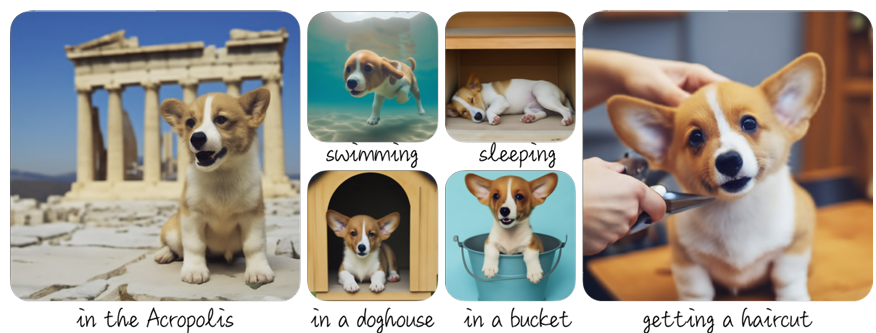 swimming
sleeping
in the Acropolis
in a doghouse
in a bucket
getting a haircut